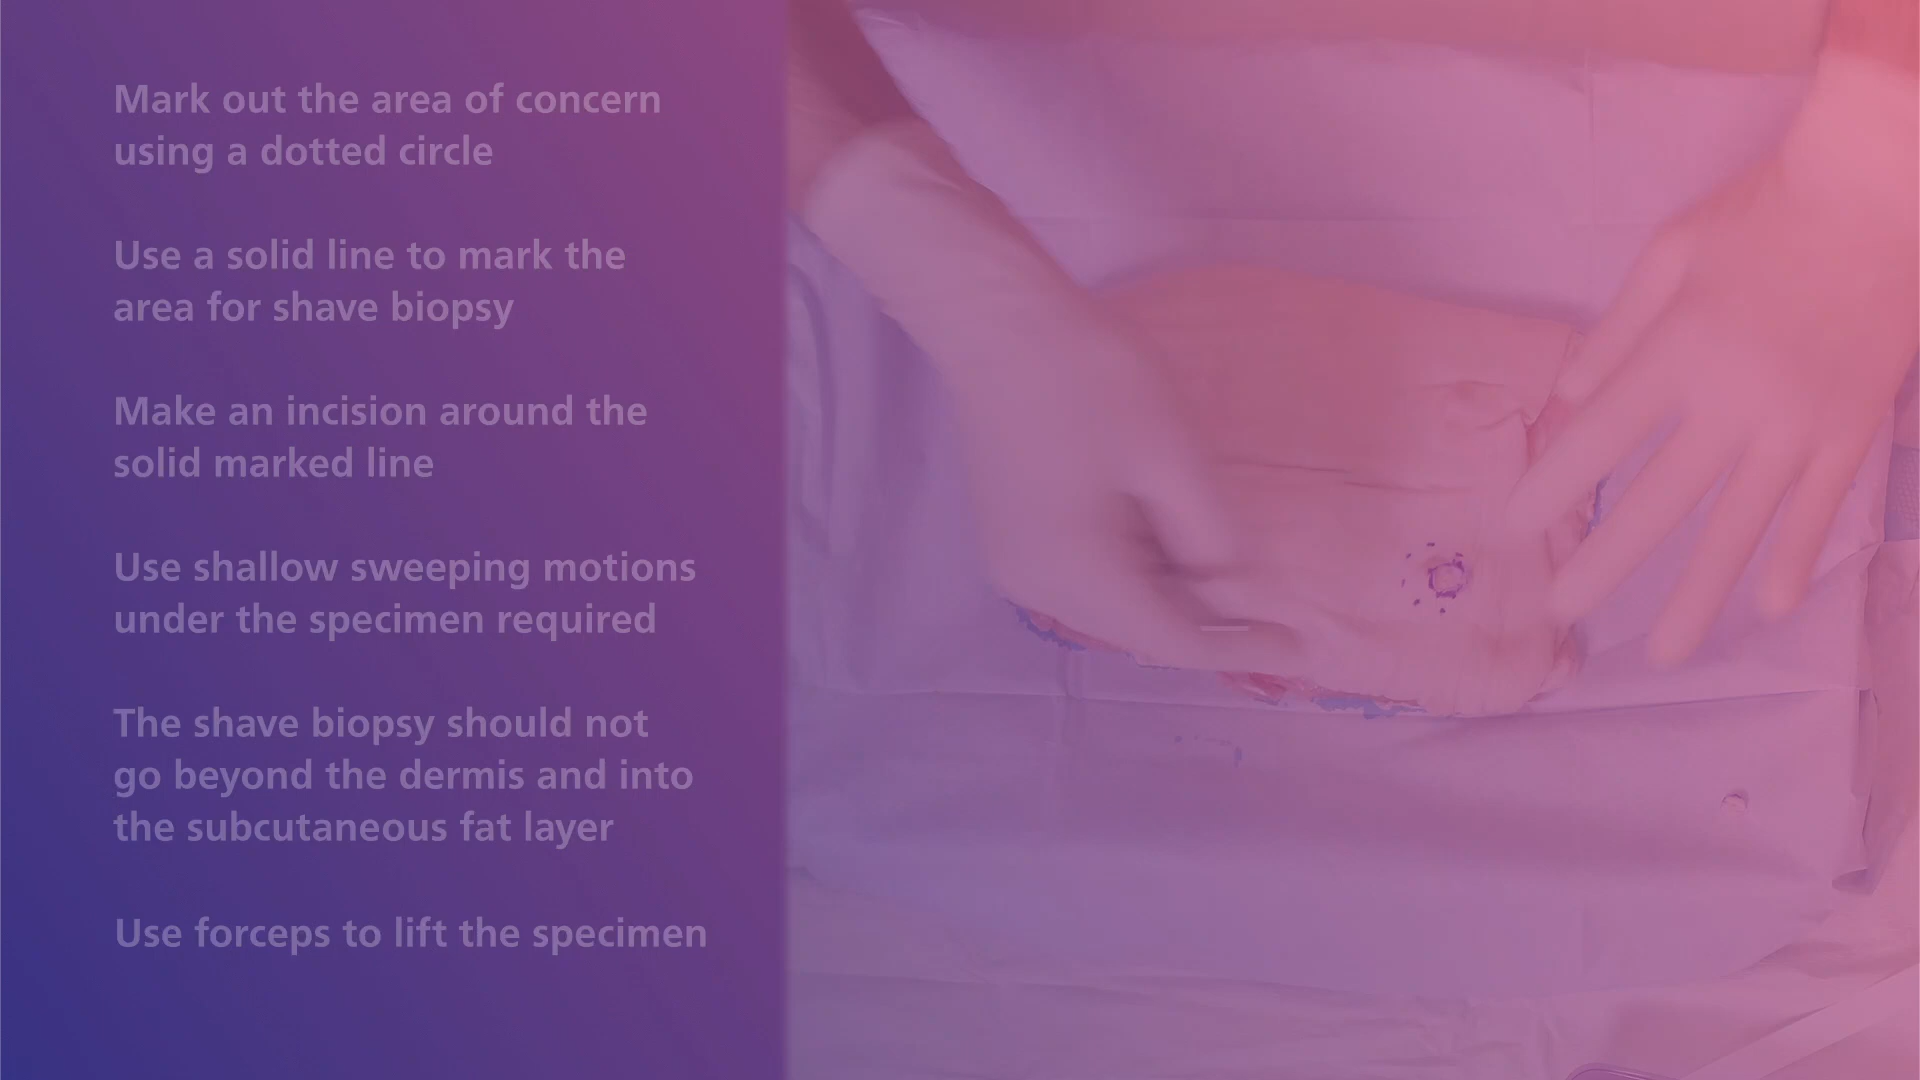 Mark out the area of concern
using a dotted circle
Use a solid line to mark the
area for shave biopsy
Make an incision around the
solid marked line
Use shallow sweeping motions
under the specimen required
The shave biopsy should not
go beyond the dermis and into
the subcutaneous fat layer
Use forceps to lift the specimen